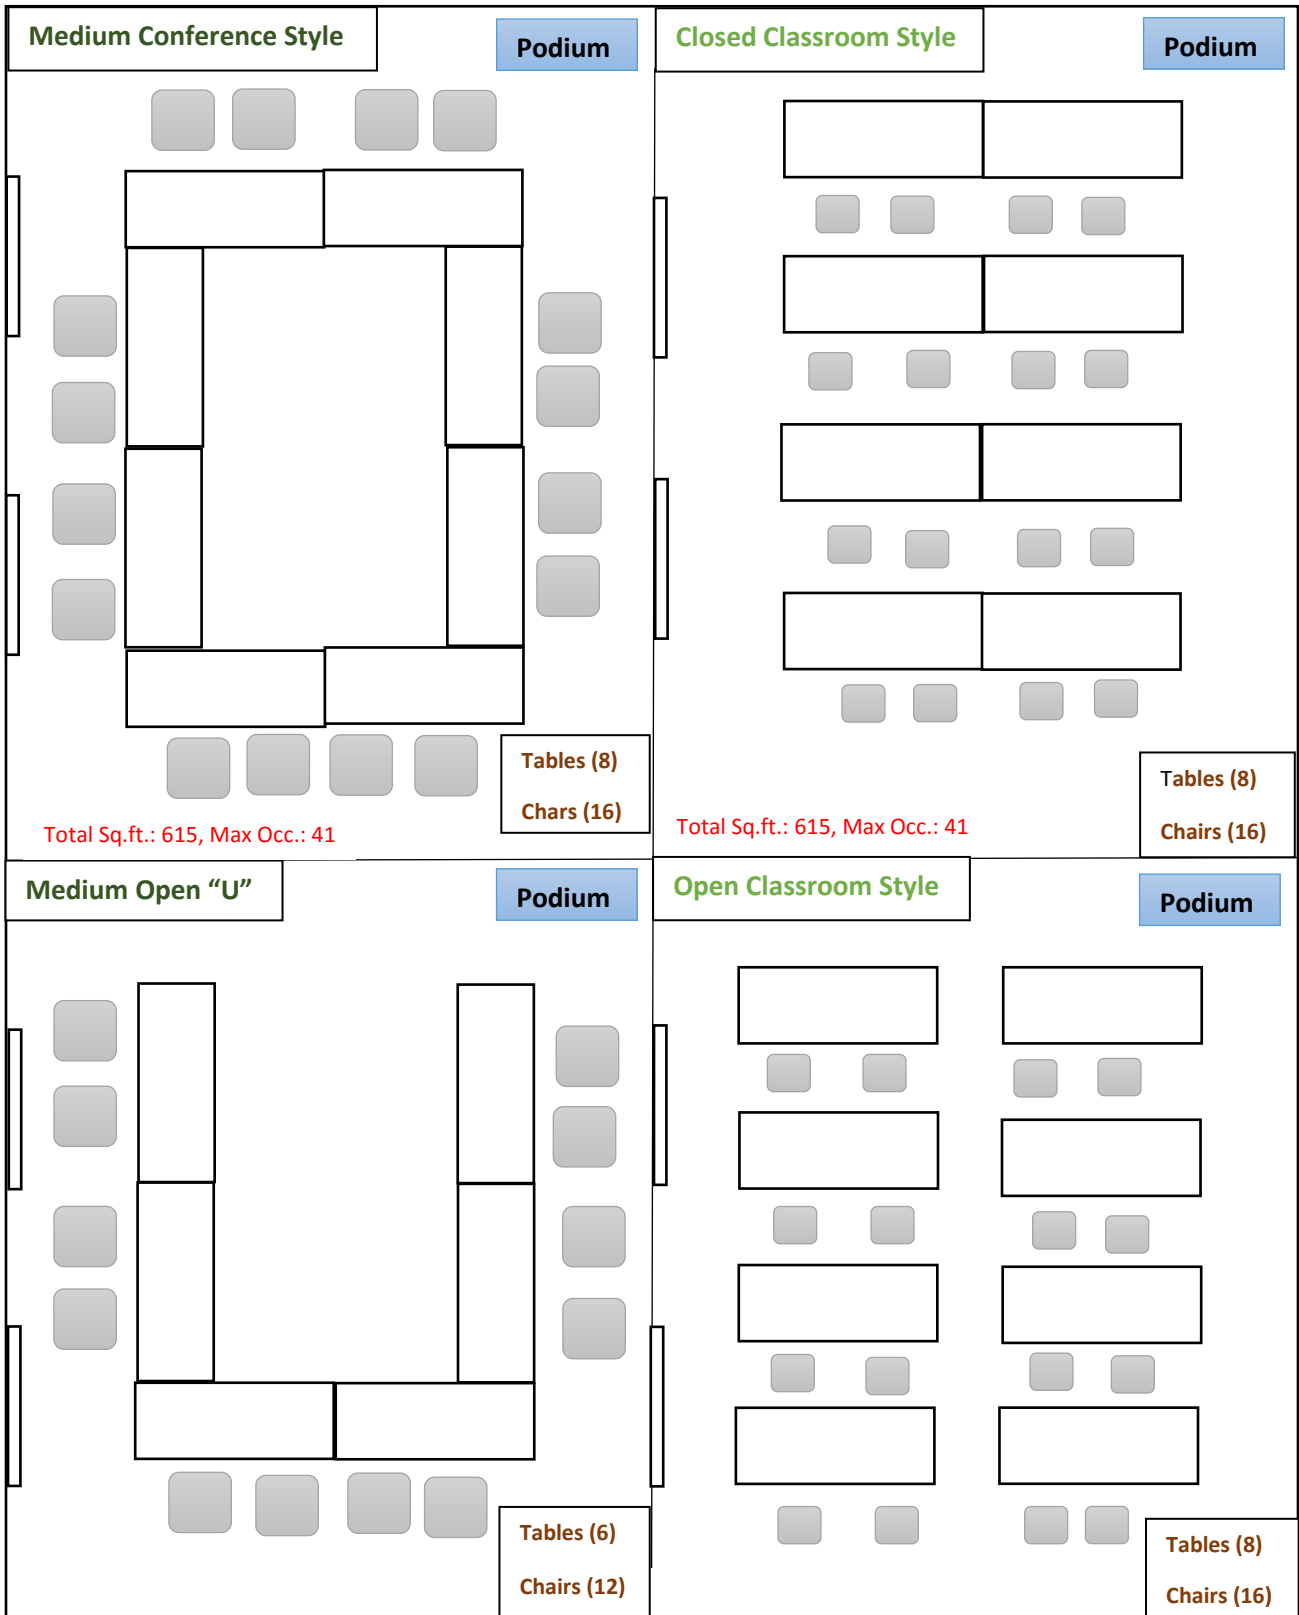 Medium Conference Style
Podium
Tables (8)
Chars (16)
Total Sq.ft.: 615, Max Occ.: 41
Closed Classroom Style
Podium
Tables (8)
Chairs (16)
Total Sq.ft.: 615, Max Occ.: 41
Medium Open “U”
Podium
Tables (6)
Chairs (12)
Open Classroom Style
Podium
Tables (8)
Chairs (16)